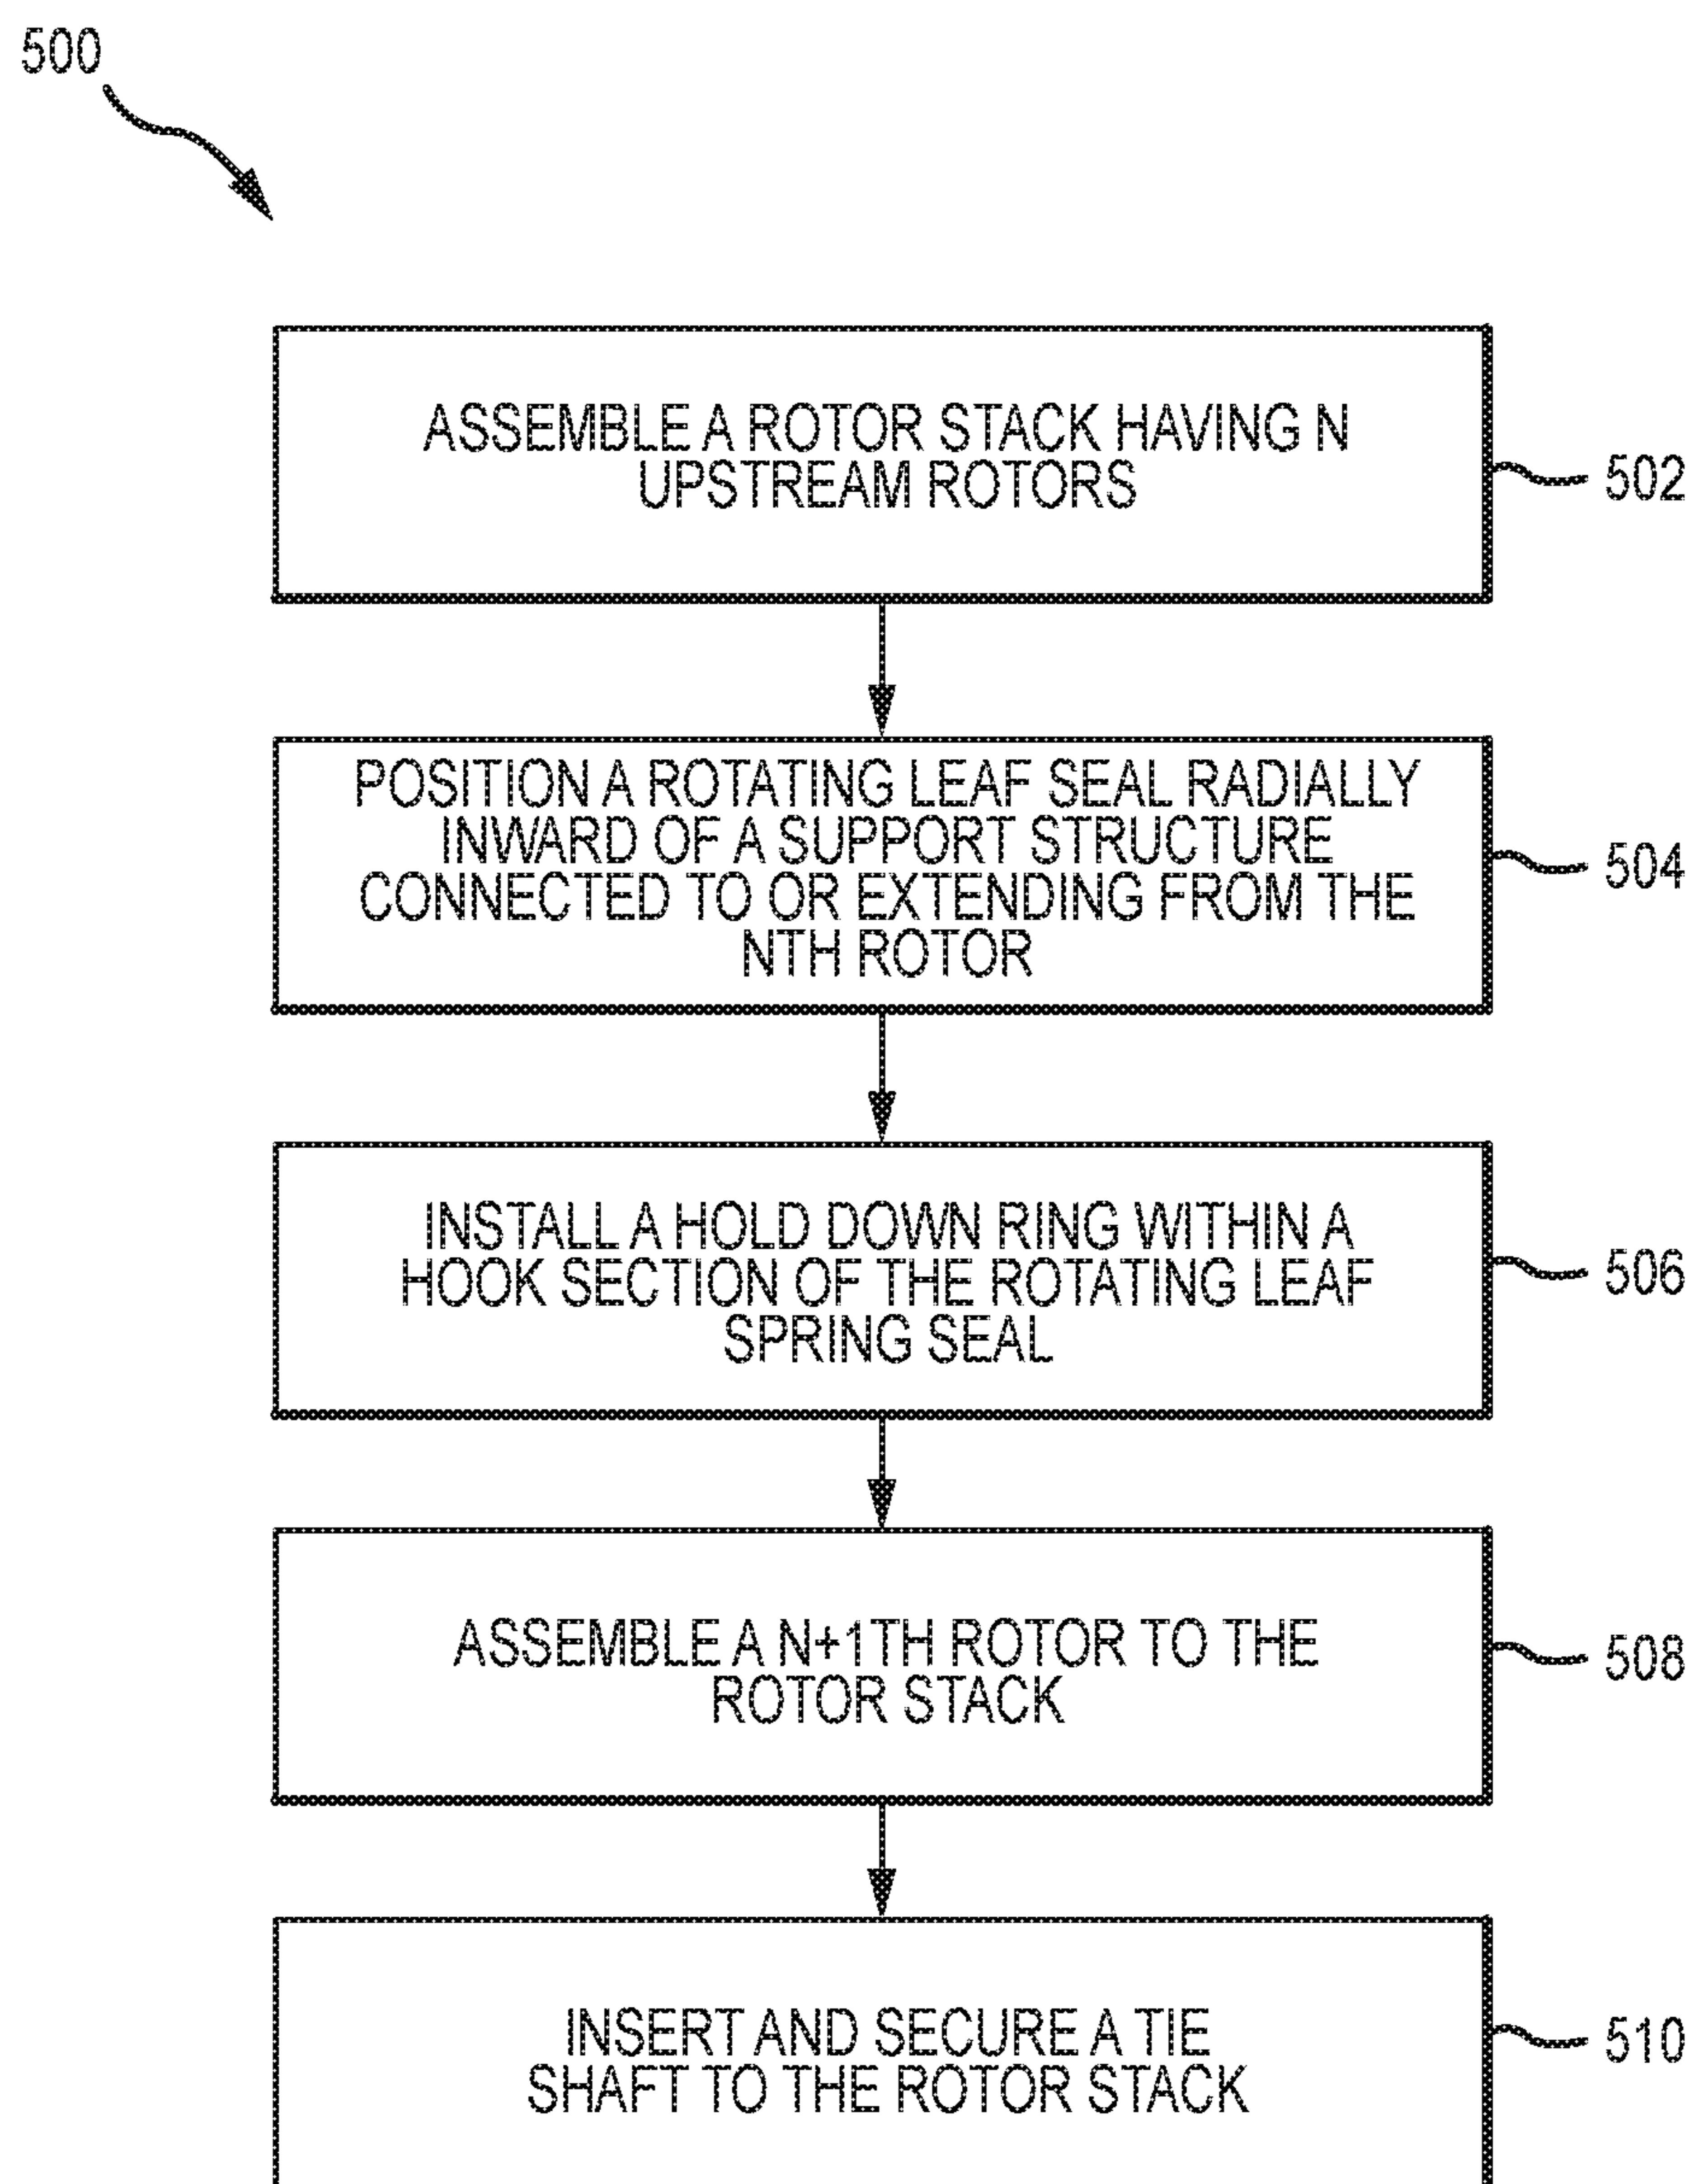 500
ASSEMBLE A ROTOR STACK HAVING N
UPSTREAM ROTORS
502
POSITION A ROTATING LEAF SEAL RADIALLY
INWARD OF A SUPPORT STRUCTURE
CONNECTED TO OR EXTENDING FROM THE
NTH ROTOR
504
INSTALL A HOLD DOWN RING WITHIN A
HOOK SECTION OF THE ROTATING LEAF
SPRING SEAL
506
ASSEMBLE A N+1TH ROTOR TO THE
ROTOR STACK
508
INSERT AND SECURE A TIE
SHAFT TO THE ROTOR STACK
510